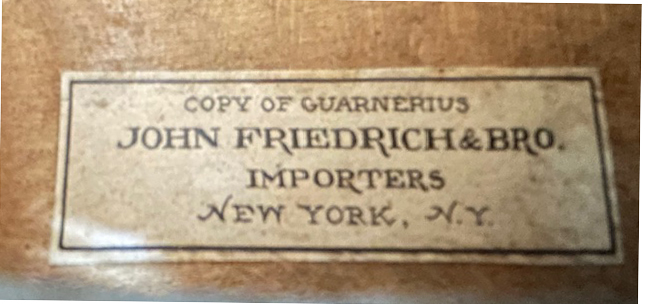 COPY OF GUARNERIUS
JOHN FRIEDRICH & BRO.
IMPORTERS
NEW YORK, N.Y.